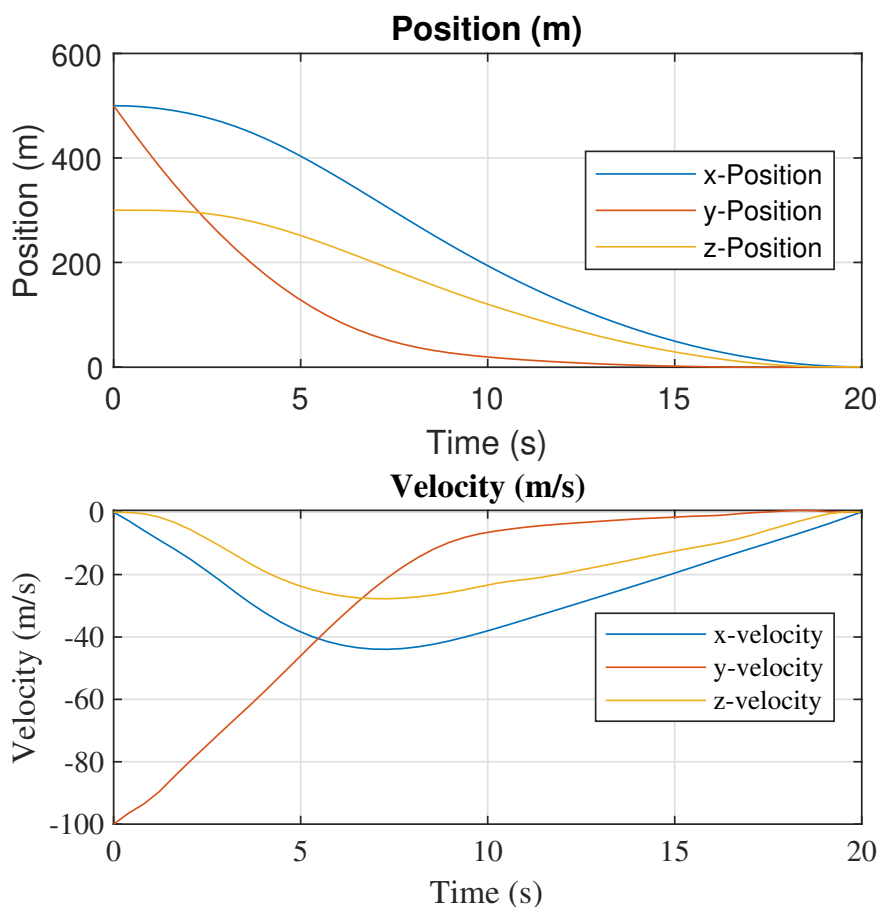 Position (m)
600
400
200
0
Position (m)
x-Position
y-Position
z-Position
0 5 10 15 20
Time (s)
Velocity (m/s)
0
-20
-40
-60
-80
-100
Velocity (m/s)
x-velocity
y-velocity
z-velocity
0 5 10 15 20
Time (s)